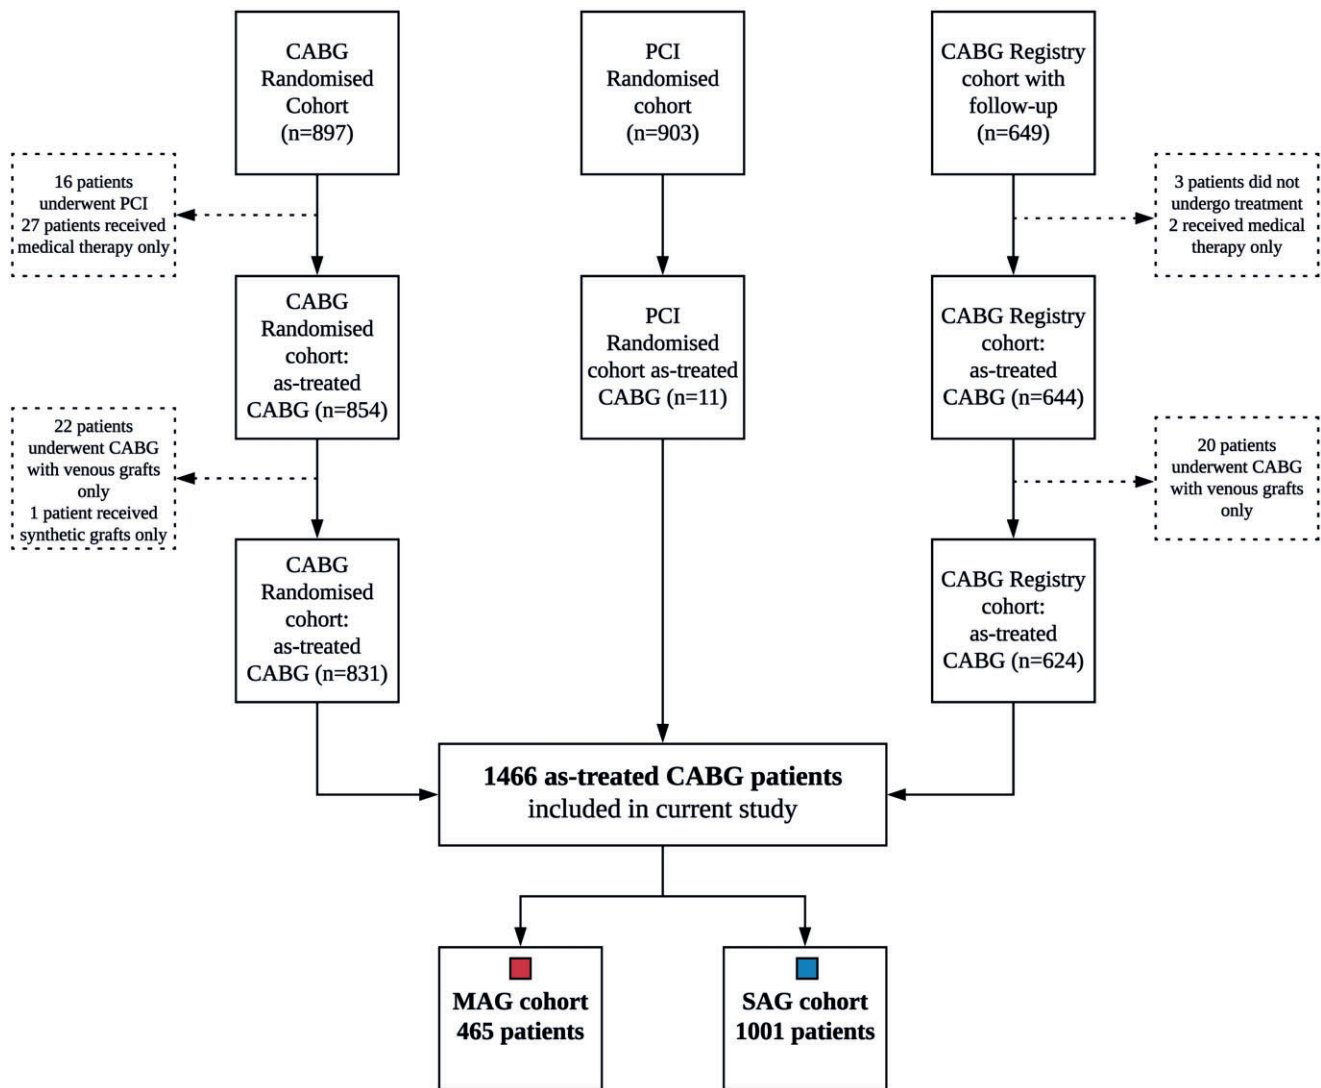 CABG
Randomised
Cohort
(n=897)
PCI
Randomised
cohort
(n=903)
CABG Registry
cohort with
follow-up
(n=649)
16 patients
underwent PCI
27 patients received
medical therapy only
3 patients did not
undergo treatment
2 received medical
therapy only
CABG
Randomised
cohort:
as-treated
CABG (n=854)
PCI
Randomised
cohort as-treated
CABG (n=11)
CABG Registry
cohort:
as-treated
CABG (n=644)
22 patients
underwent CABG
with venous grafts
only
1 patient received
synthetic grafts only
20 patients
underwent CABG
with venous grafts
only
CABG
Randomised
cohort:
as-treated
CABG (n=831)
CABG Registry
cohort:
as-treated
CABG (n=624)
1466 as-treated CABG patients
included in current study
MAG cohort
465 patients
SAG cohort
1001 patients